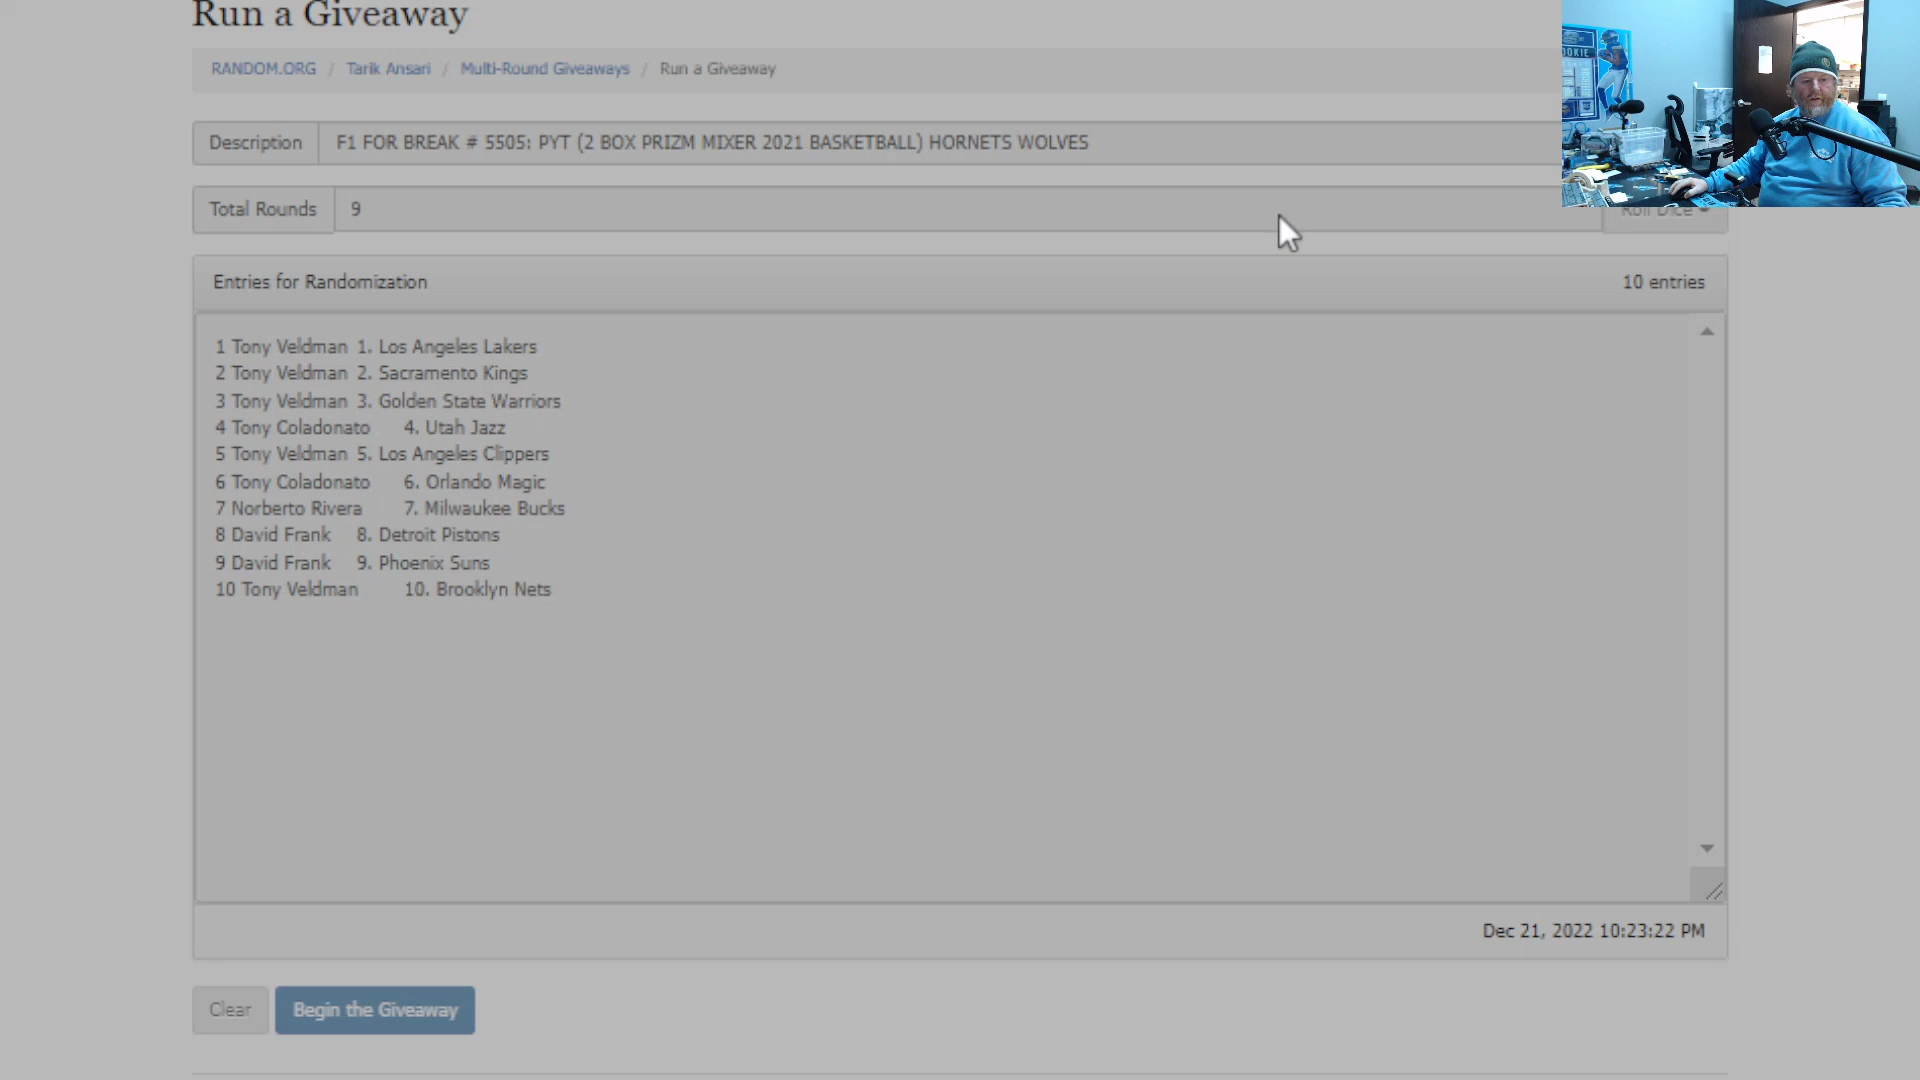 Run a Giveaway
RANDOM.ORG / Tarik Ansari / Multi-Round Giveaways / Run a Giveaway
Description F1 FOR BREAK # 5505: PYT (2 BOX PRIZM MIXER 2021 BASKETBALL) HORNETS WOLVES
Total Rounds 9 Roll Dice
Entries for Randomization 10 entries
1 Tony Veldman 1. Los Angeles Lakers
2 Tony Veldman 2. Sacramento Kings
3 Tony Veldman 3. Golden State Warriors
4 Tony Coladonato 4. Utah Jazz
5 Tony Veldman 5. Los Angeles Clippers
6 Tony Coladonato 6. Orlando Magic
7 Norberto Rivera 7. Milwaukee Bucks
8 David Frank 8. Detroit Pistons
9 David Frank 9. Phoenix Suns
10 Tony Veldman 10. Brooklyn Nets
Dec 21, 2022 10:23:22 PM
Clear Begin the Giveaway